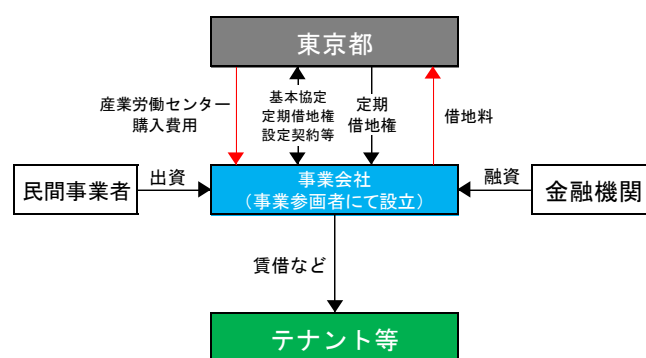 東京都
産業労働センター
購入費用
基本協定
定期借地権
設定契約等
定期
借地権
借地料
民間事業者
出資
事業会社
（事業参画者にて設立）
融資
金融機関
賃借など
テナント等